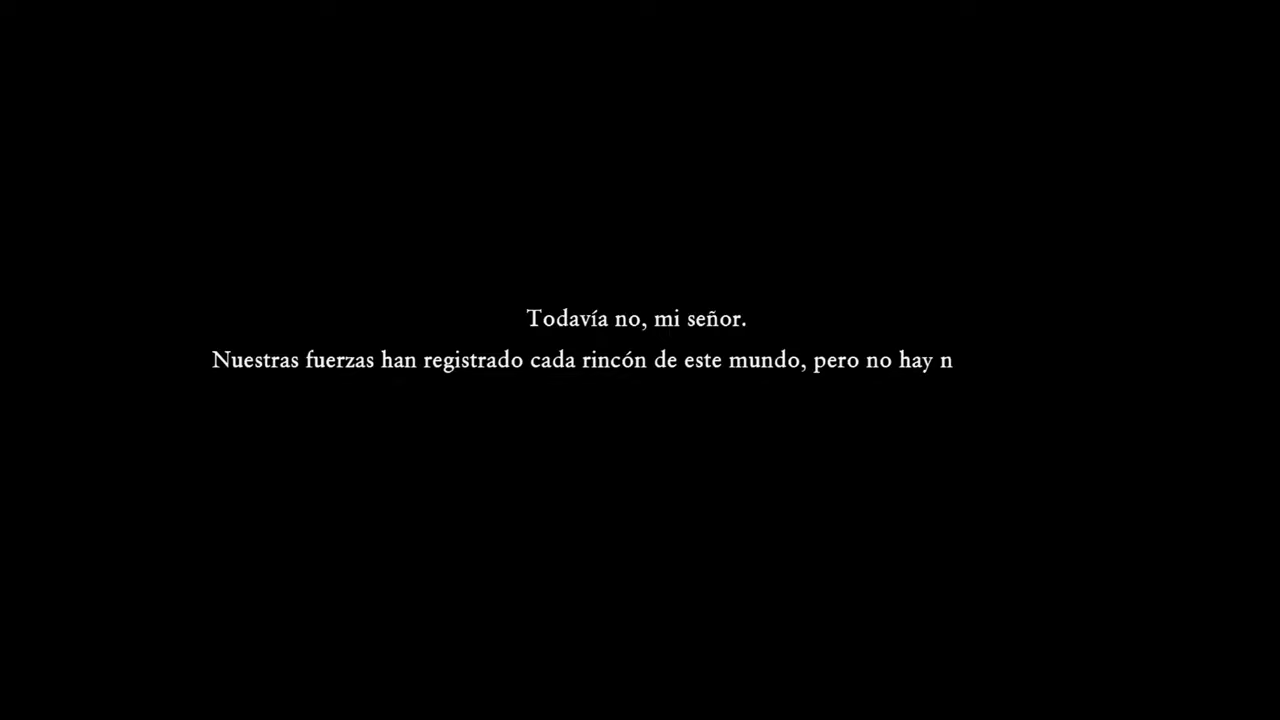 Todavía no, mi señor.
Nuestras fuerzas han registrado cada rincón de este mundo, pero no hay n